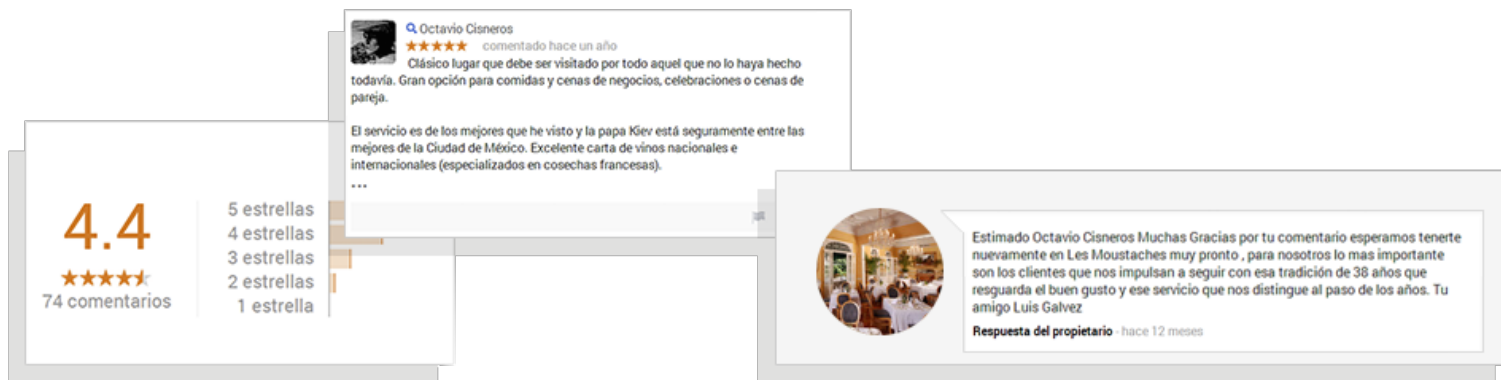 Octavio Cisneros
comentado hace un año
Clásico lugar que debe ser visitado por todo aquel que no lo haya hecho
todavía. Gran opción para comidas y cenas de negocios, celebraciones o cenas de
pareja.
El servicio es de los mejores que he visto y la papa Kiev está seguramente entre las
mejores de la Ciudad de México. Excelente carta de vinos nacionales e
internacionales (especializados en cosechas francesas).
...
4.4
74 comentarios
5 estrellas
4 estrellas
3 estrellas
2 estrellas
1 estrella
Estimado Octavio Cisneros Muchas Gracias por tu comentario esperamos tenerte
nuevamente en Les Moustaches muy pronto , para nosotros lo mas importante
son los clientes que nos impulsan a seguir con esa tradición de 38 años que
resguarda el buen gusto y ese servicio que nos distingue al paso de los años. Tu
amigo Luis Galvez
Respuesta del propietario - hace 12 meses